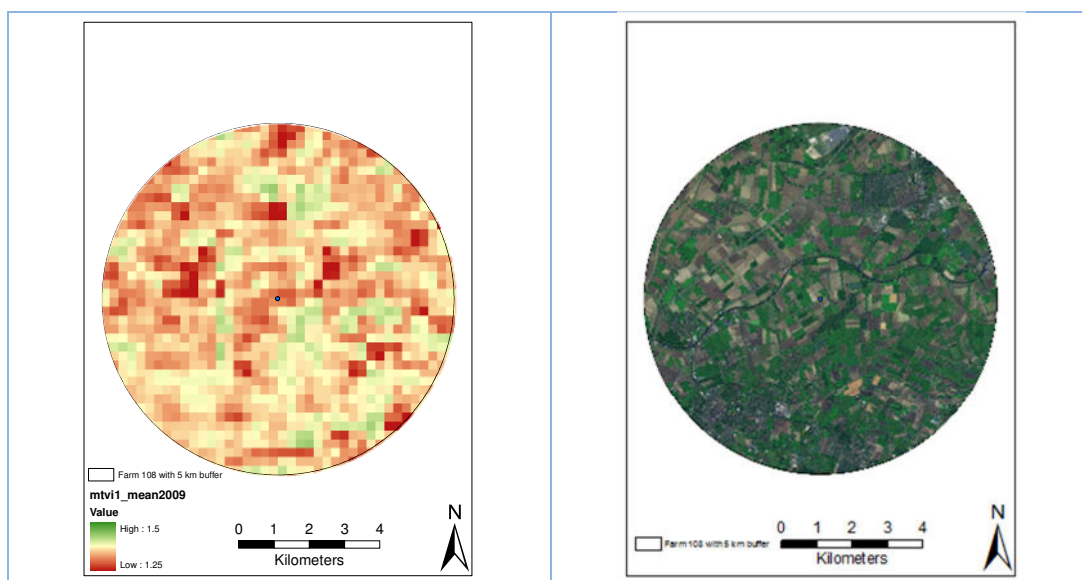 Farm 108 with 5 km buffer
mtvi1_mean2009
Value
High : 1.5
Low : 1.25
0 1 2 3 4
Kilometers
N
Farm 108 with 5 km buffer
0 1 2 3 4
Kilometers
N